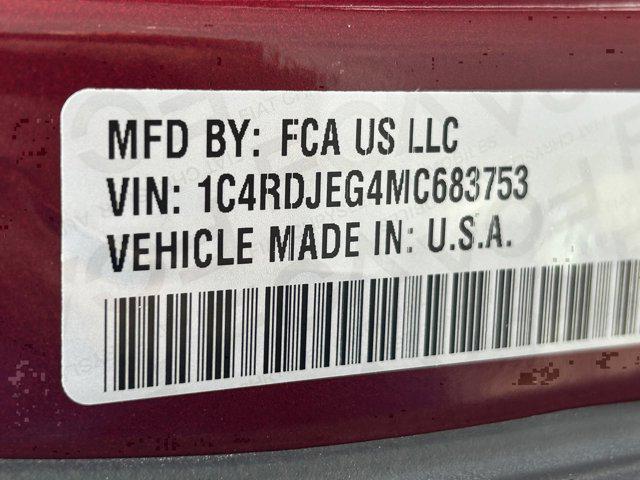 MFD BY: FCA US LLC
VIN: 1C4RDJEG4MC683753
VEHICLE MADE IN: U.S.A.